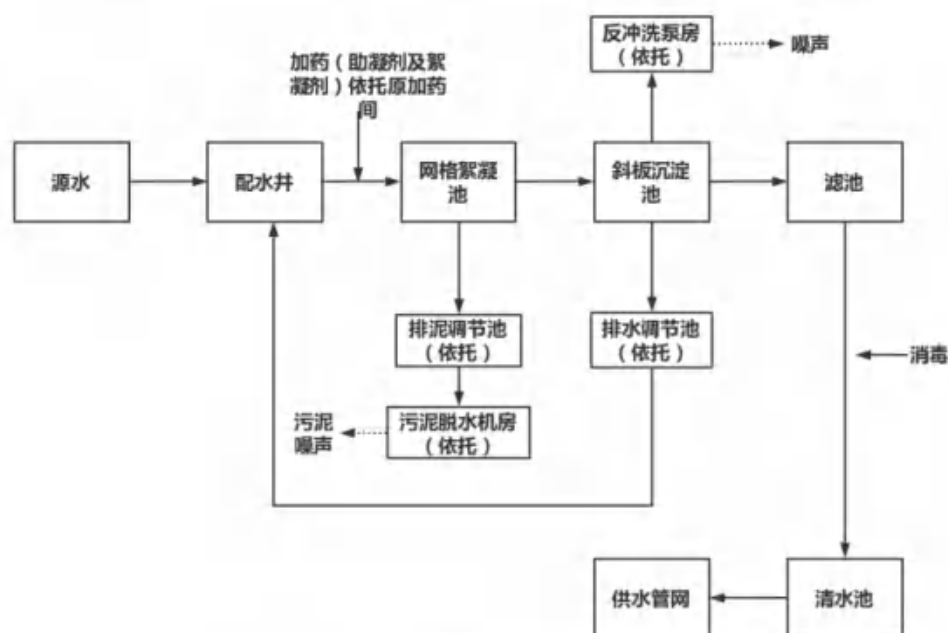 反冲洗泵房
（依托）
噪声
加药（助凝剂及絮
凝剂）依托原加药
间
源水
配水井
网格絮凝
池
斜板沉淀
池
滤池
排泥调节池
（依托）
排水调节池
（依托）
消毒
污泥
噪声
污泥脱水机房
（依托）
供水管网
清水池